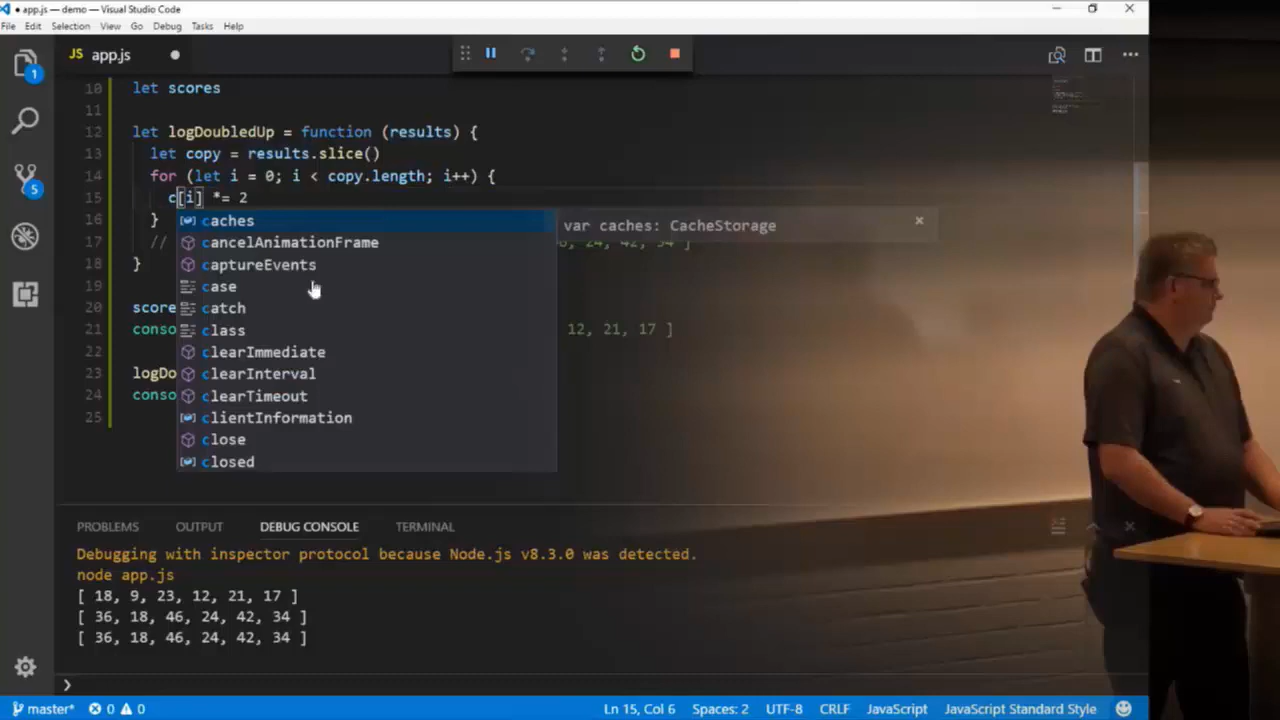 ● app.js — demo — Visual Studio Code
File Edit Selection View Go Debug Tasks Help
JS app.js ●
1
5
10 let scores
11
12 let logDoubledUp = function (results) {
13 let copy = results.slice()
14 for (let i = 0; i < copy.length; i++) {
15 c[i] *= 2
16 }
caches
var caches: CacheStorage
17 // 24, 42, 34 ]
cancelAnimationFrame
18 }
captureEvents
19
case
20 score
catch
21 conso 12, 21, 17 ]
class
22
clearImmediate
23 logDo
clearInterval
24 conso
clearTimeout
25
clientInformation
close
closed
PROBLEMS OUTPUT DEBUG CONSOLE TERMINAL
Debugging with inspector protocol because Node.js v8.3.0 was detected.
node app.js
[ 18, 9, 23, 12, 21, 17 ]
[ 36, 18, 46, 24, 42, 34 ]
[ 36, 18, 46, 24, 42, 34 ]
master* 0 0 Ln 15, Col 6 Spaces: 2 UTF-8 CRLF JavaScript JavaScript Standard Style